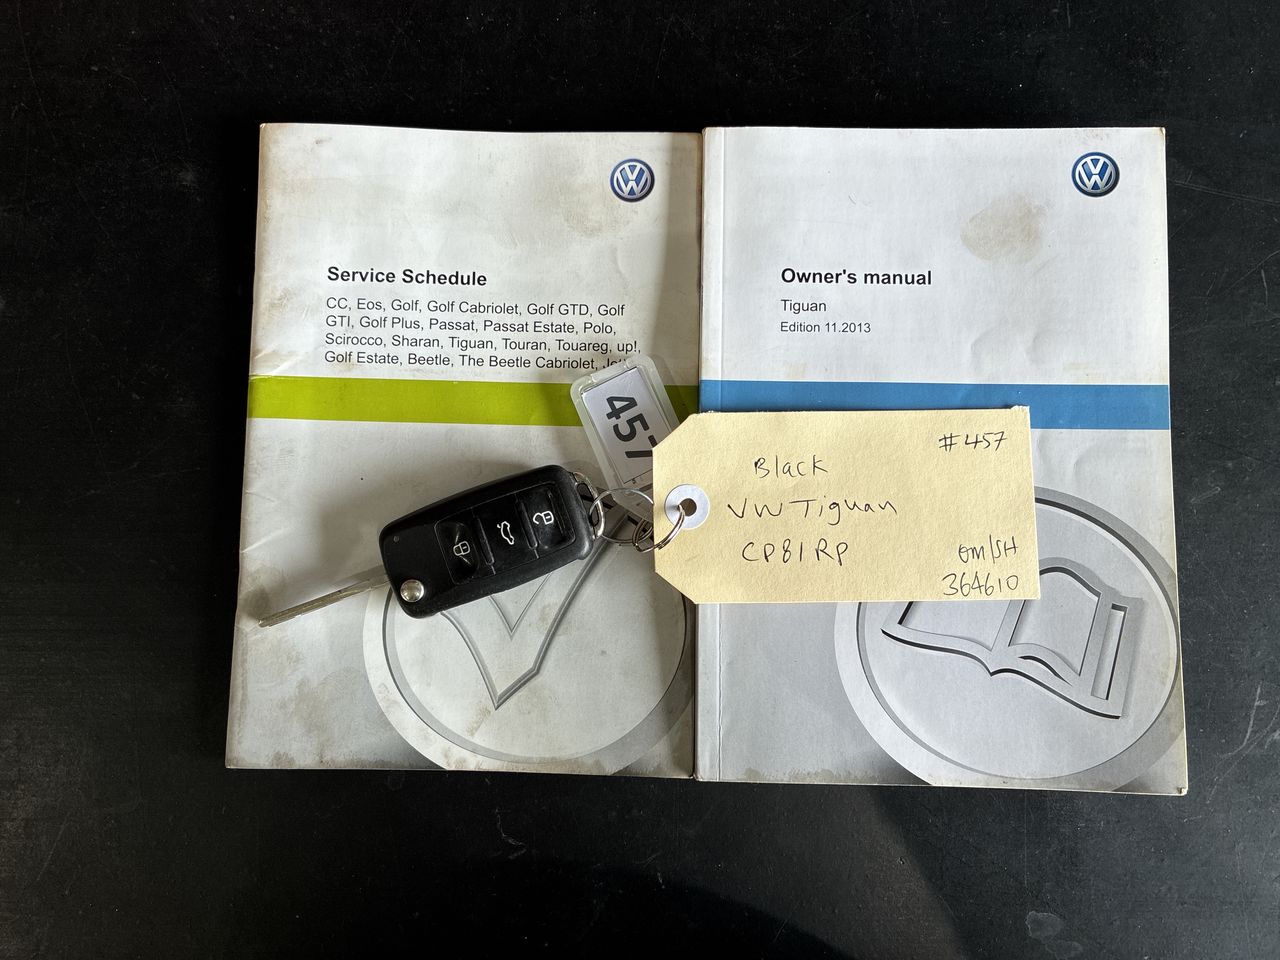 Service Schedule
CC, Eos, Golf, Golf Cabriolet, Golf GTD, Golf
GTI, Golf Plus, Passat, Passat Estate, Polo,
Scirocco, Sharan, Tiguan, Touran, Touareg, up!,
Golf Estate, Beetle, The Beetle Cabriolet,
Owner's manual
Tiguan
Edition 11.2013
457
#457
Black
VW Tiguan
CP81RP
OM/SH
364610